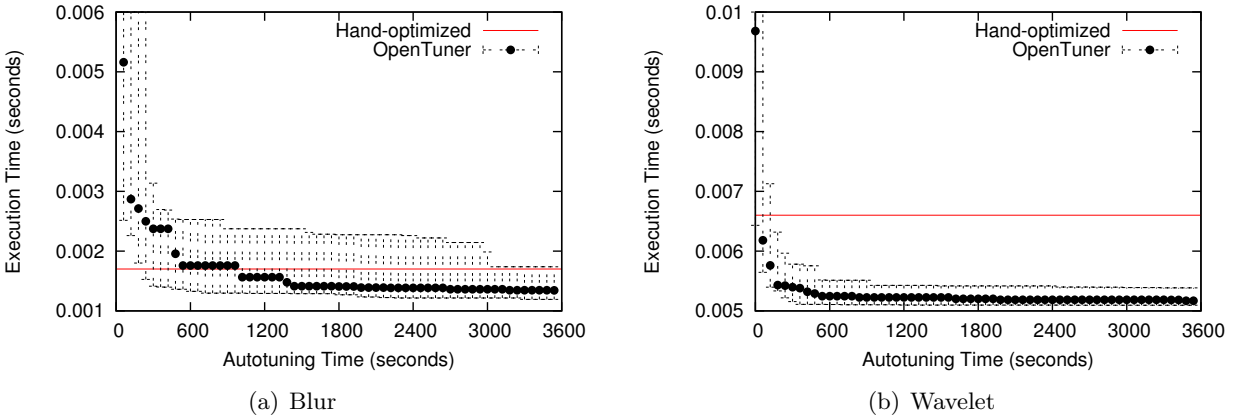 0.006
0.005
0.004
0.003
0.002
0.001
0 600 1200 1800 2400 3000 3600
Execution Time (seconds)
Autotuning Time (seconds)
Hand-optimized
OpenTuner
(a) Blur
0.01
0.009
0.008
0.007
0.006
0.005
0 600 1200 1800 2400 3000 3600
Execution Time (seconds)
Autotuning Time (seconds)
Hand-optimized
OpenTuner
(b) Wavelet